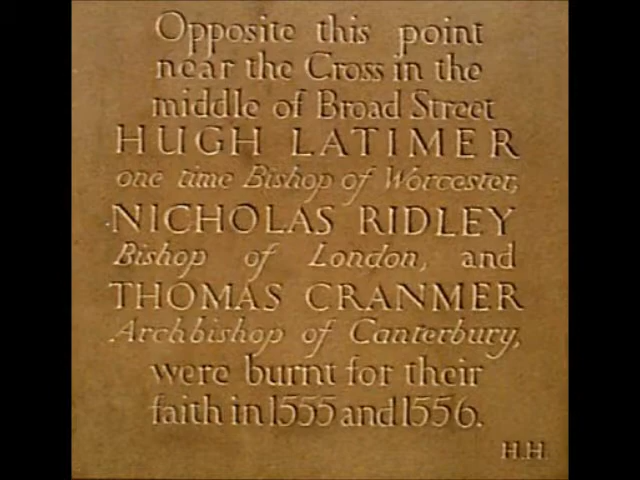 Opposite this point
near the Cross in the
middle of Broad Street
HUGH LATIMER
one time Bishop of Worcester,
NICHOLAS RIDLEY
Bishop of London, and
THOMAS CRANMER
Archbishop of Canterbury,
were burnt for their
faith in 1555 and 1556.
H.H.